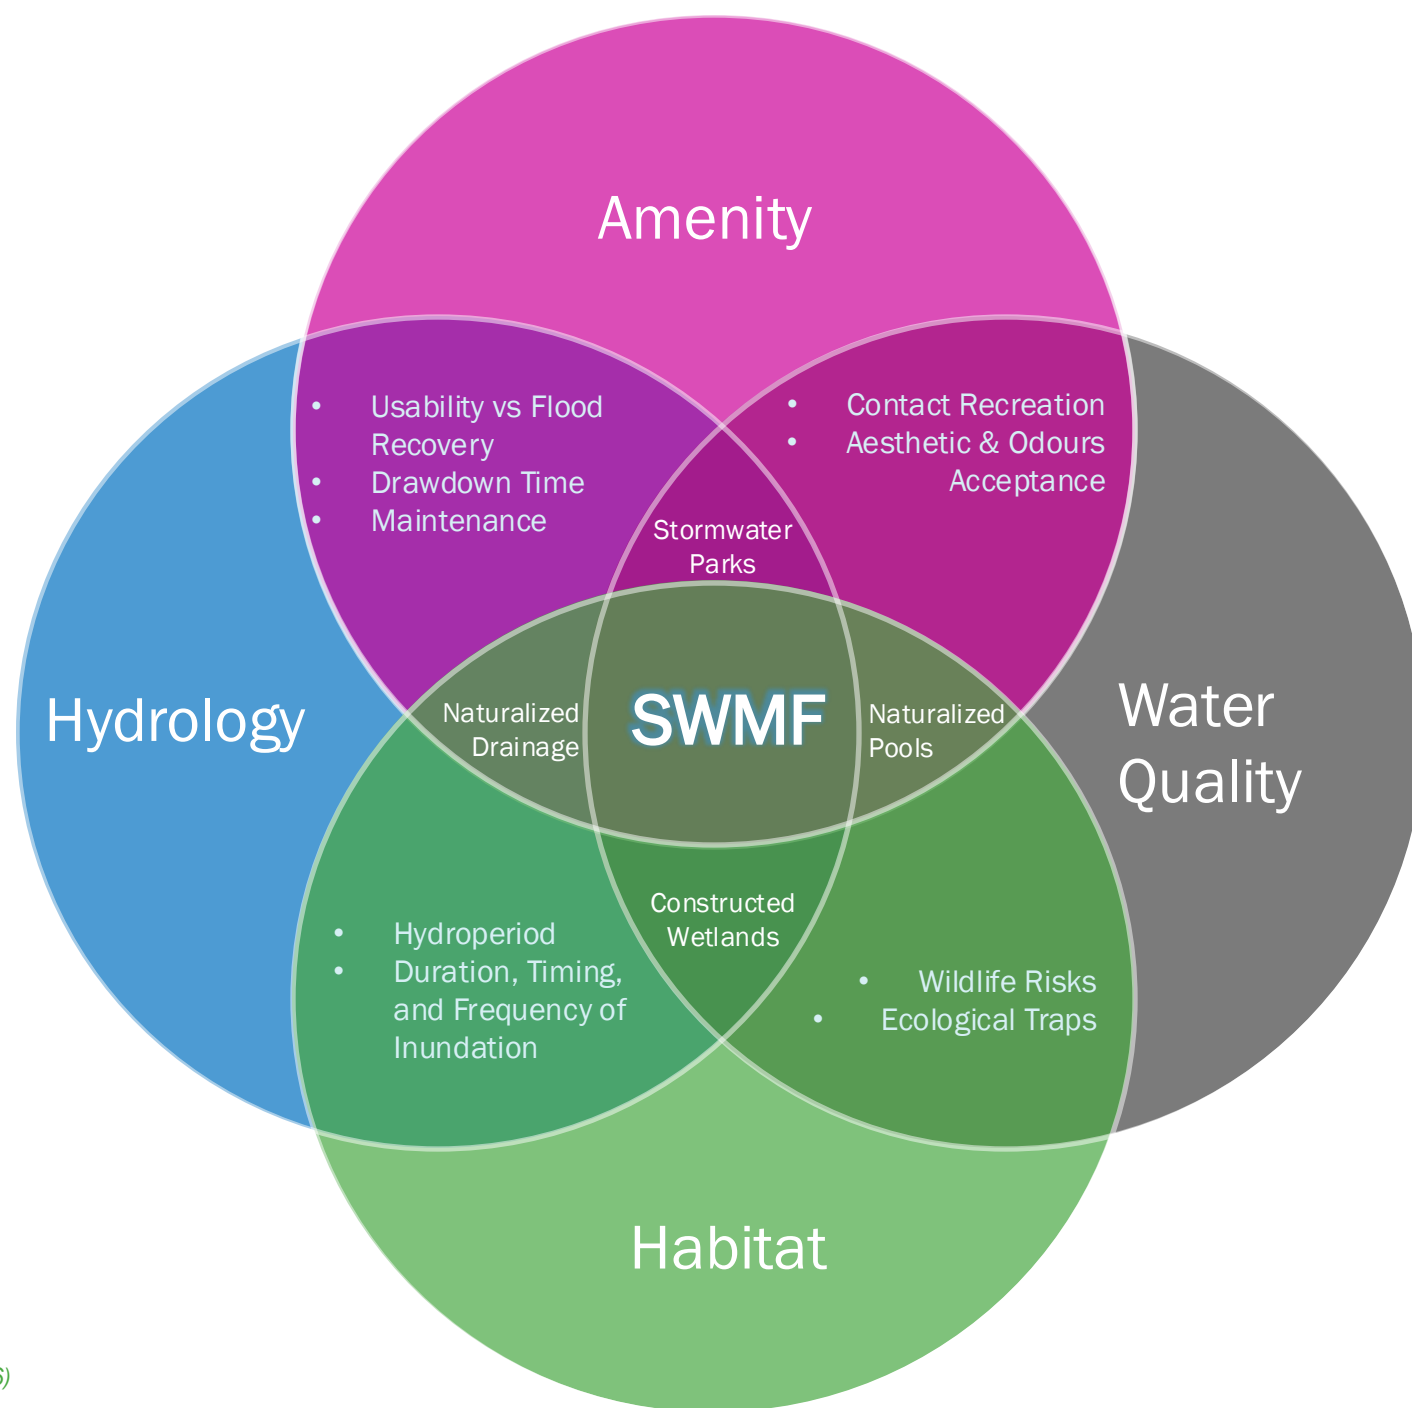 Amenity
• Usability vs Flood
Recovery
• Drawdown Time
• Maintenance
• Contact Recreation
• Aesthetic & Odours
Acceptance
Stormwater
Parks
Hydrology
Naturalized
Drainage
SWMF
Naturalized
Pools
Water
Quality
Constructed
Wetlands
• Hydroperiod
• Duration, Timing,
and Frequency of
Inundation
• Wildlife Risks
• Ecological Traps
Habitat